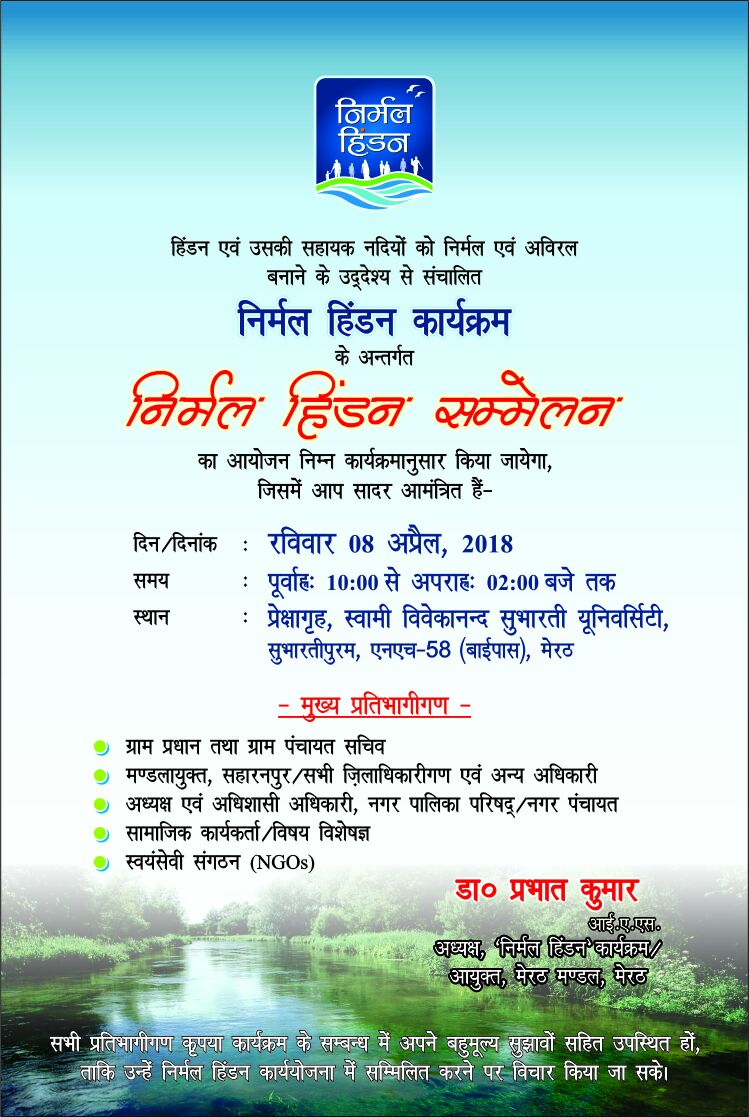 निर्मल
हिंडन
हिंडन एवं उसकी सहायक नदियों को निर्मल एवं अविरल
बनाने के उद्देश्य से संचालित
निर्मल हिंडन कार्यक्रम
के अन्तर्गत
निर्मल हिंडन सम्मेलन
का आयोजन निम्न कार्यक्रमानुसार किया जायेगा,
जिसमें आप सादर आमंत्रित हैं-
दिन/दिनांक : रविवार 08 अप्रैल, 2018
समय : पूर्वाह्नः 10:00 से अपराह्नः 02:00 बजे तक
स्थान : प्रेक्षागृह, स्वामी विवेकानन्द सुभारती यूनिवर्सिटी,
सुभारतीपुरम, एनएच-58 (बाईपास), मेरठ
- मुख्य प्रतिभागीगण -
ग्राम प्रधान तथा ग्राम पंचायत सचिव
मण्डलायुक्त, सहारनपुर/सभी ज़िलाधिकारीगण एवं अन्य अधिकारी
अध्यक्ष एवं अधिशासी अधिकारी, नगर पालिका परिषद्/नगर पंचायत
सामाजिक कार्यकर्ता/विषय विशेषज्ञ
स्वयंसेवी संगठन (NGOs)
डा० प्रभात कुमार
आई.ए.एस.
अध्यक्ष, ‘निर्मल हिंडन’ कार्यक्रम/
आयुक्त, मेरठ मण्डल, मेरठ
सभी प्रतिभागीगण कृपया कार्यक्रम के सम्बन्ध में अपने बहुमूल्य सुझावों सहित उपस्थित हों,
ताकि उन्हें निर्मल हिंडन कार्ययोजना में सम्मिलित करने पर विचार किया जा सके।